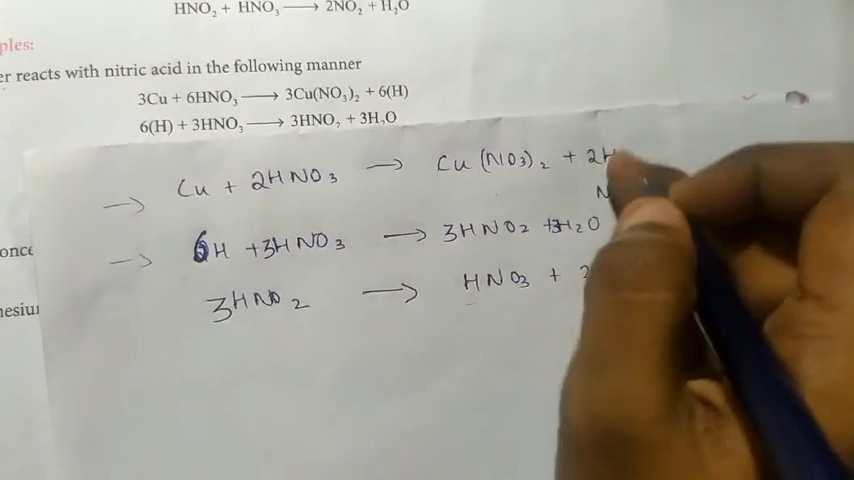 HNO₂ + HNO₃ ⟶ 2NO₂ + H₂O
ples:
er reacts with nitric acid in the following manner
3Cu + 6HNO₃ ⟶ 3Cu(NO₃)₂ + 6(H)
6(H) + 3HNO₃ ⟶ 3HNO₂ + 3H₂O
→ Cu + 2HNO₃ → Cu(NO₃)₂ + 2H
N
→ 6H + 3HNO₃ → 3HNO₂ + 3H₂O
3HNO₂ → HNO₃ + 2
once
nesiu